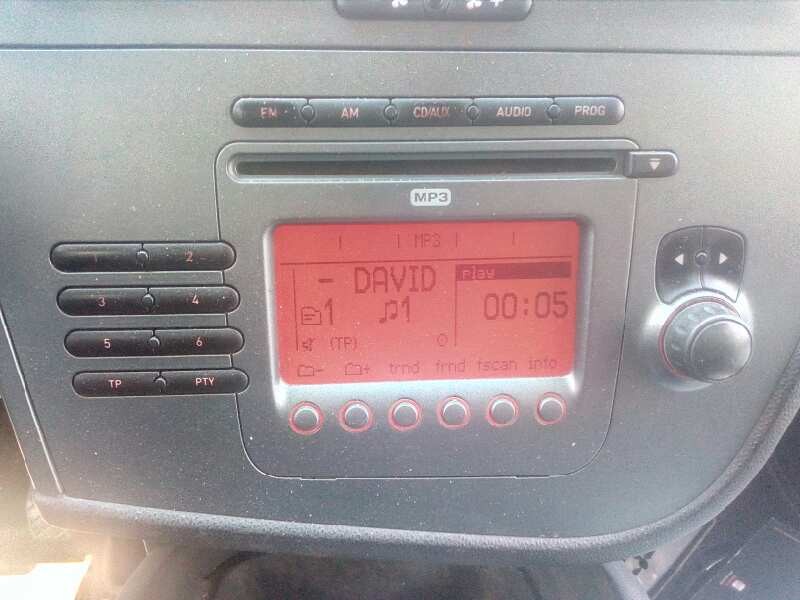 FM AM CD/AUX AUDIO PROG
MP3
1 2
3 4
5 6
TP PTY
MP3
- DAVID play
1 1 00:05
(TP)
- + trnd frnd tscan info